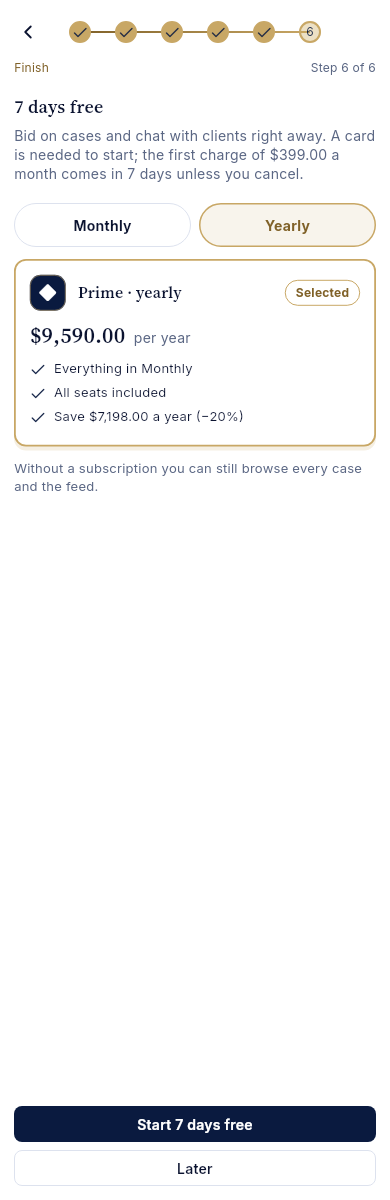 6
Finish
Step 6 of 6
7 days free
Bid on cases and chat with clients right away. A card
is needed to start; the first charge of $399.00 a
month comes in 7 days unless you cancel.
Monthly
Yearly
Prime · yearly
Selected
$9,590.00 per year
Everything in Monthly
All seats included
Save $7,198.00 a year (−20%)
Without a subscription you can still browse every case
and the feed.
Start 7 days free
Later